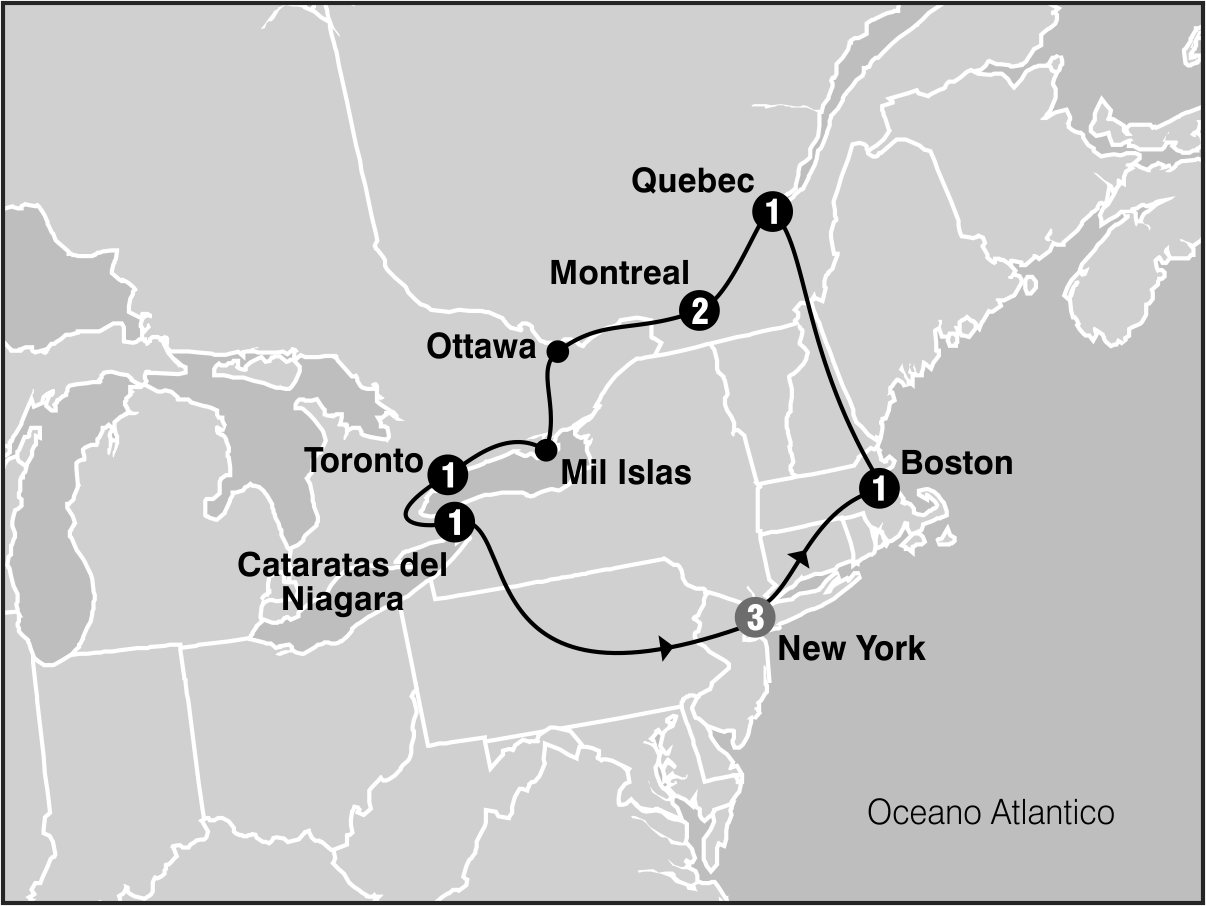 Quebec
1
Montreal
2
Ottawa
Toronto
1
Mil Islas
Boston
1
1
Cataratas del
Niagara
3
New York
Oceano Atlantico